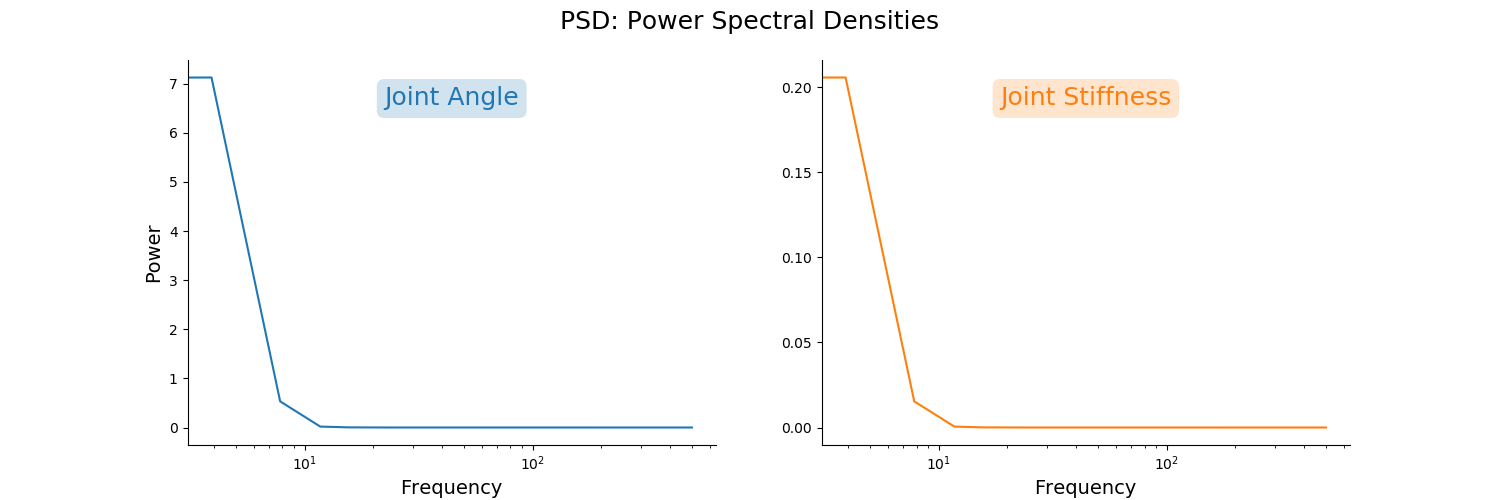 PSD: Power Spectral Densities
Joint Angle
Power
7
6
5
4
3
2
1
0
10¹
10²
Frequency
Joint Stiffness
0.20
0.15
0.10
0.05
0.00
10¹
10²
Frequency